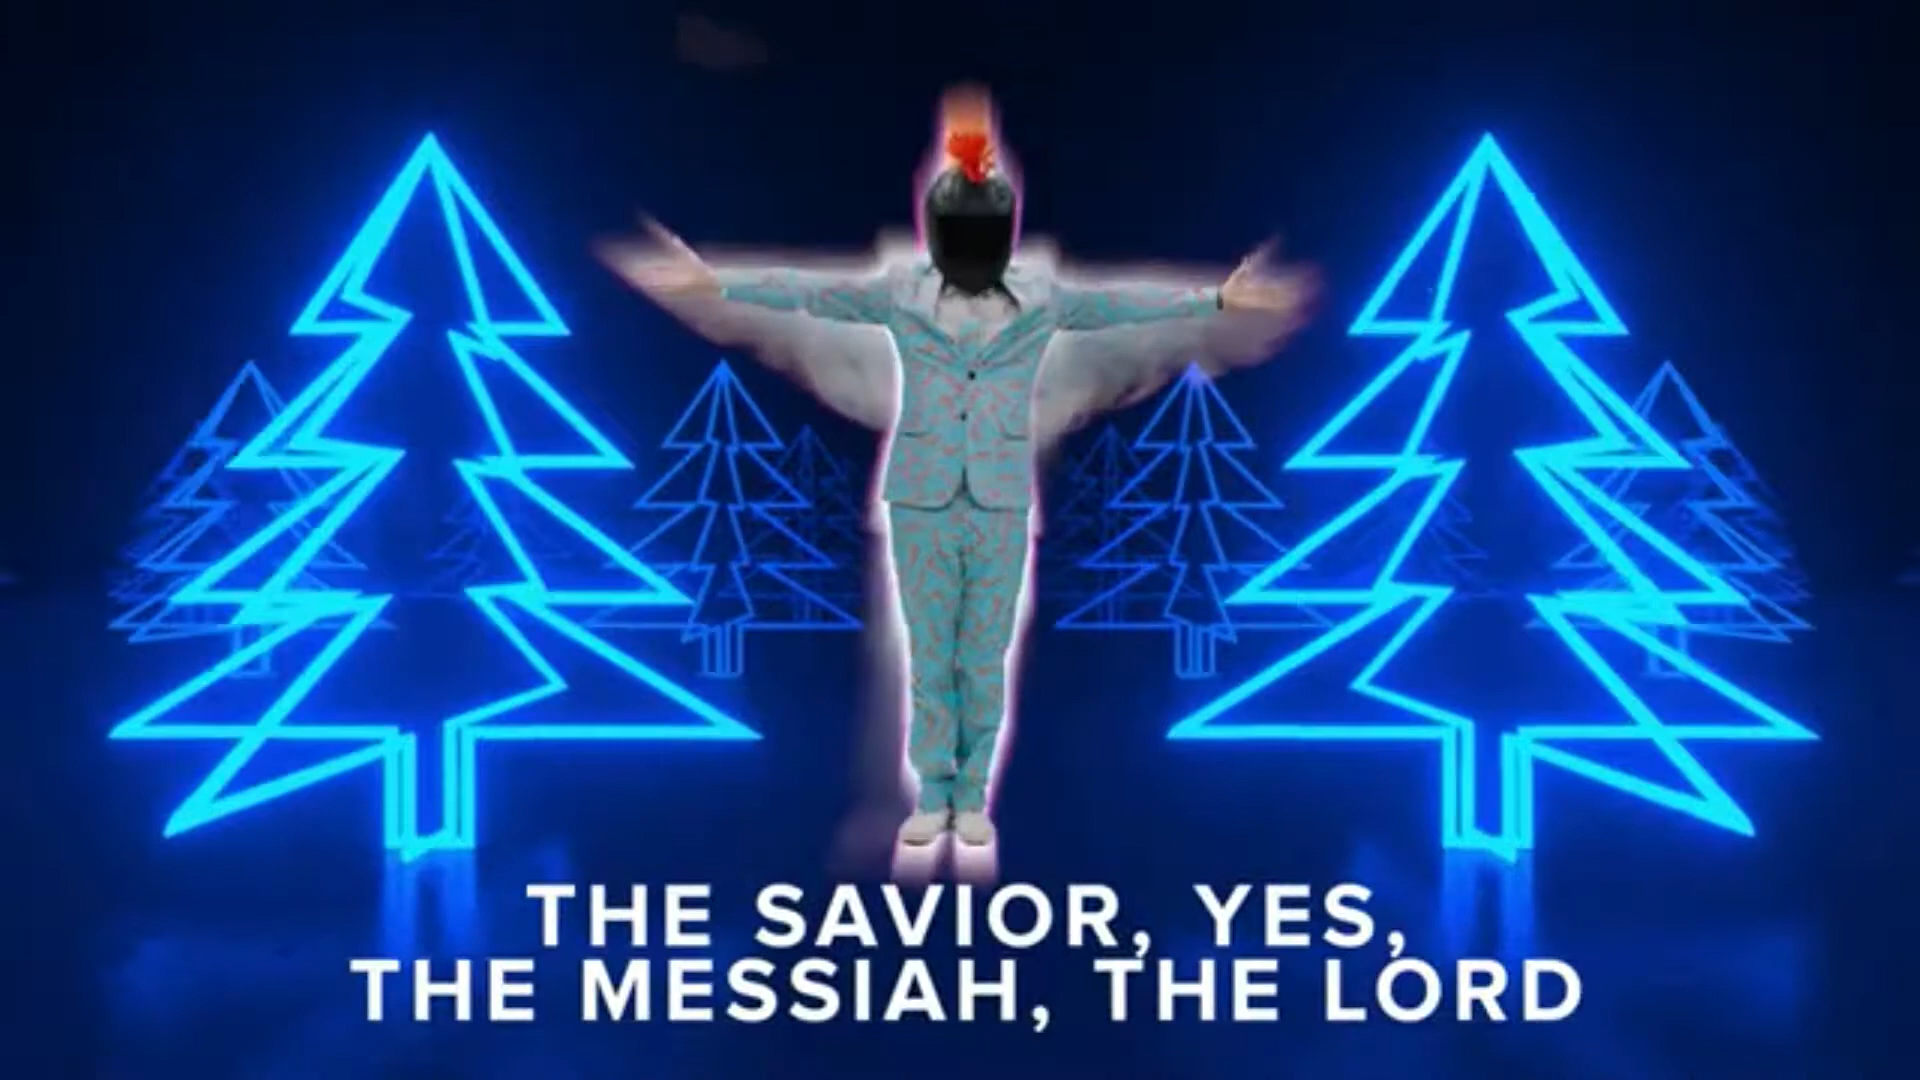 THE SAVIOR, YES,
THE MESSIAH, THE LORD